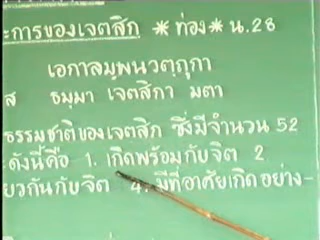 ะการของเจตสิก * ท่อง * น.28
เอกาลมฺพนวตฺถุกา
ส ธมฺมา เจตสิกา มตา
ธรรมชาติของเจตสิก ซึ่งมีจำนวน 52
ดังนี้คือ 1. เกิดพร้อมกับจิต 2
ยวกันกับจิต 4. มีที่อาศัยเกิดอย่าง-